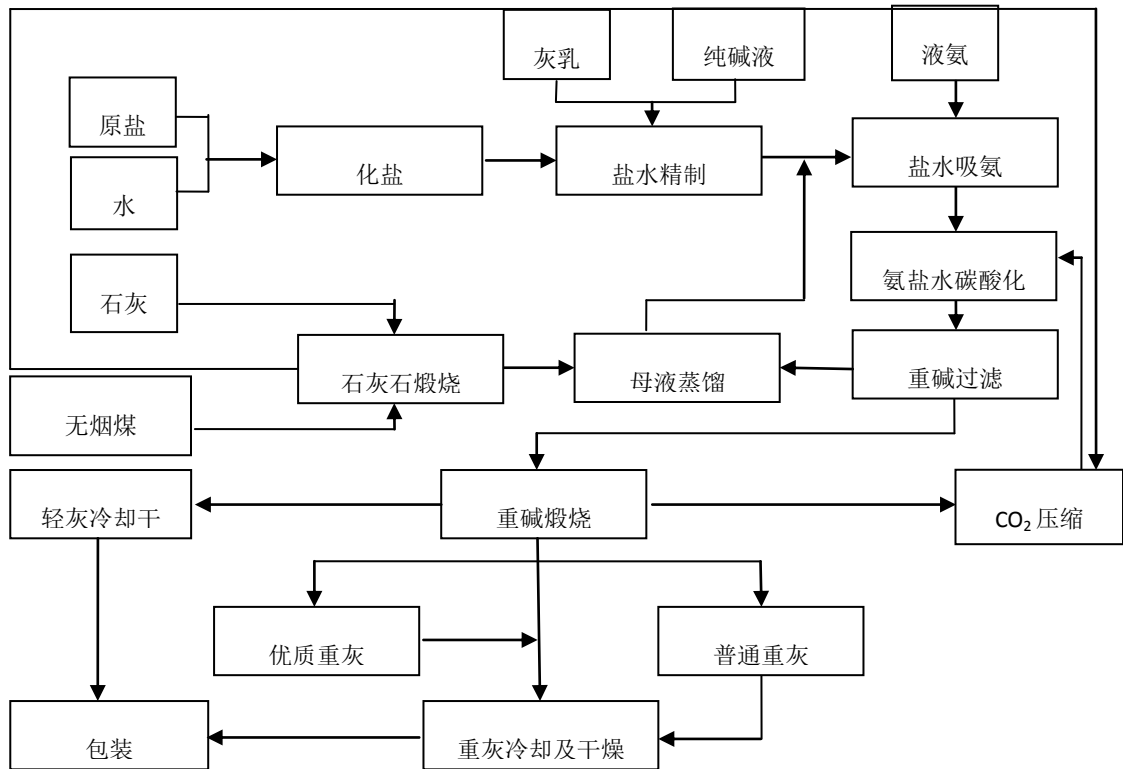 灰乳
纯碱液
液氨
原盐
化盐
盐水精制
盐水吸氨
水
石灰
氨盐水碳酸化
石灰石煅烧
母液蒸馏
重碱过滤
无烟煤
轻灰冷却干
重碱煅烧
CO₂压缩
优质重灰
普通重灰
包装
重灰冷却及干燥